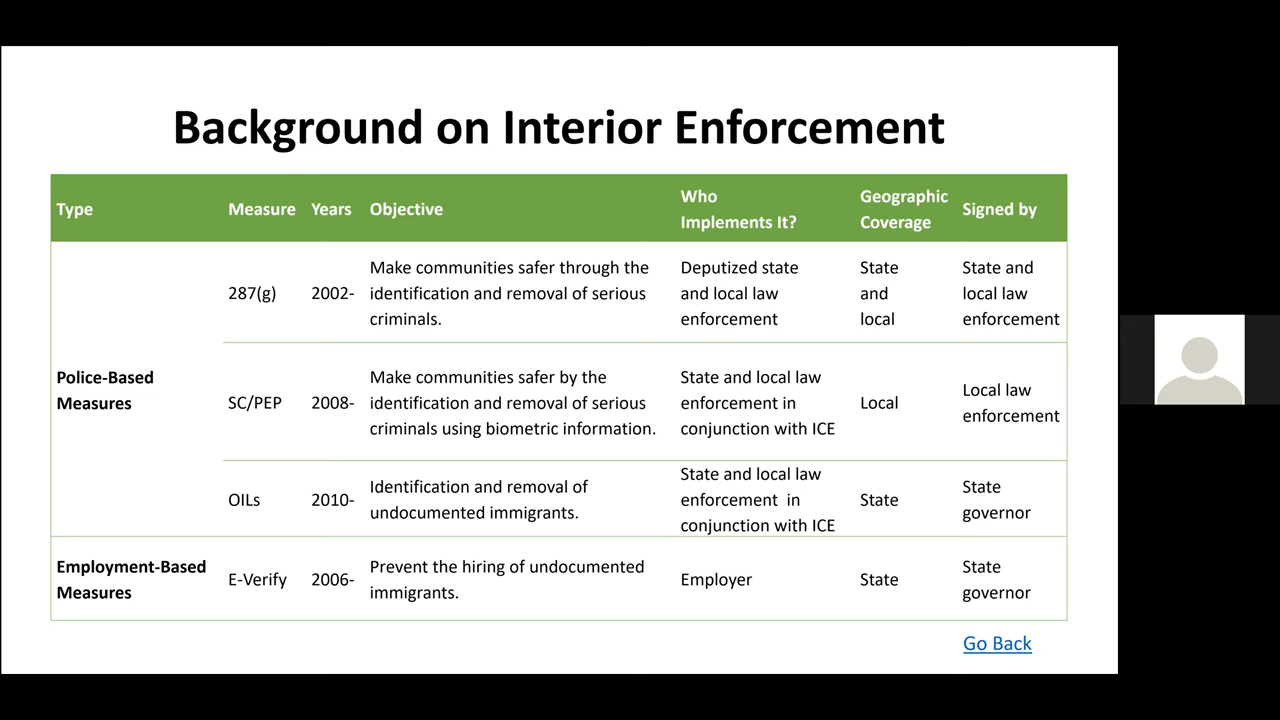 Background on Interior Enforcement
Type
Measure
Years
Objective
Who
Implements It?
Geographic
Coverage
Signed by
Police-Based
Measures
287(g)
2002-
Make communities safer through the
identification and removal of serious
criminals.
Deputized state
and local law
enforcement
State
and
local
State and
local law
enforcement
SC/PEP
2008-
Make communities safer by the
identification and removal of serious
criminals using biometric information.
State and local law
enforcement in
conjunction with ICE
Local
Local law
enforcement
OILs
2010-
Identification and removal of
undocumented immigrants.
State and local law
enforcement in
conjunction with ICE
State
State
governor
Employment-Based
Measures
E-Verify
2006-
Prevent the hiring of undocumented
immigrants.
Employer
State
State
governor
Go Back